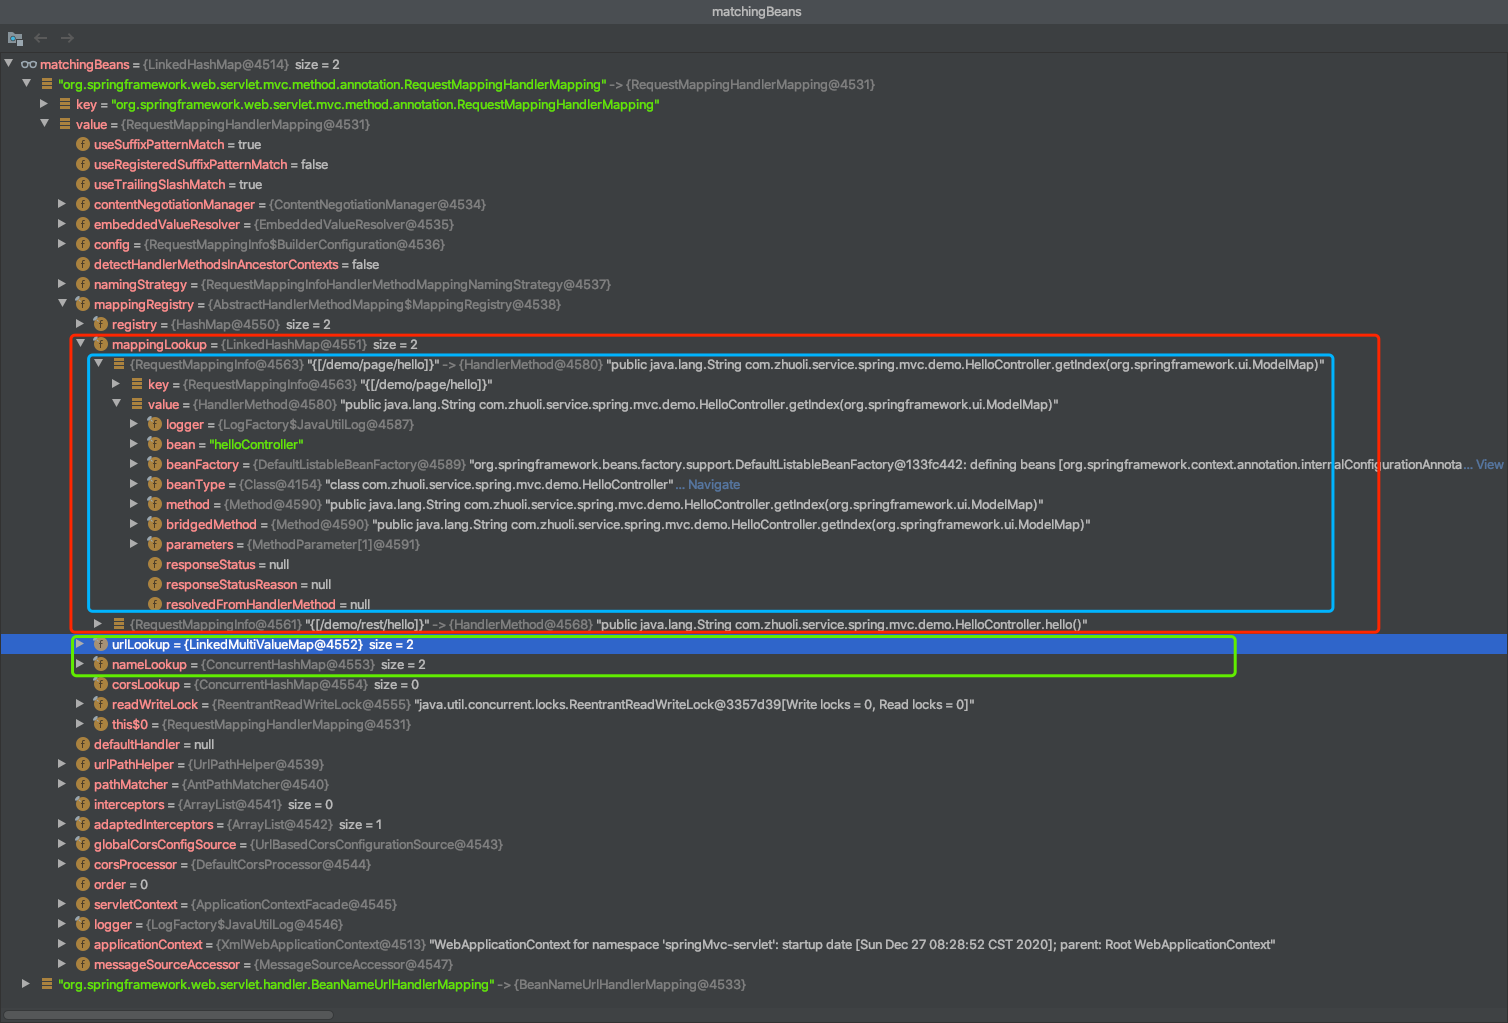 matchingBeans
matchingBeans = {LinkedHashMap@4514} size = 2
"org.springframework.web.servlet.mvc.method.annotation.RequestMappingHandlerMapping" -> {RequestMappingHandlerMapping@4531}
key = "org.springframework.web.servlet.mvc.method.annotation.RequestMappingHandlerMapping"
value = {RequestMappingHandlerMapping@4531}
useSuffixPatternMatch = true
useRegisteredSuffixPatternMatch = false
useTrailingSlashMatch = true
contentNegotiationManager = {ContentNegotiationManager@4534}
embeddedValueResolver = {EmbeddedValueResolver@4535}
config = {RequestMappingInfo$BuilderConfiguration@4536}
detectHandlerMethodsInAncestorContexts = false
namingStrategy = {RequestMappingInfoHandlerMethodMappingNamingStrategy@4537}
mappingRegistry = {AbstractHandlerMethodMapping$MappingRegistry@4538}
registry = {HashMap@4550} size = 2
mappingLookup = {LinkedHashMap@4551} size = 2
{RequestMappingInfo@4563} "{[/demo/page/hello]}" -> {HandlerMethod@4580} "public java.lang.String com.zhuoli.service.spring.mvc.demo.HelloController.getIndex(org.springframework.ui.ModelMap)"
key = {RequestMappingInfo@4563} "{[/demo/page/hello]}"
value = {HandlerMethod@4580} "public java.lang.String com.zhuoli.service.spring.mvc.demo.HelloController.getIndex(org.springframework.ui.ModelMap)"
logger = {LogFactory$JavaUtilLog@4587}
bean = "helloController"
beanFactory = {DefaultListableBeanFactory@4589} "org.springframework.beans.factory.support.DefaultListableBeanFactory@133fc442: defining beans [org.springframework.context.annotation.internalConfigurationAnnota... View
beanType = {Class@4154} "class com.zhuoli.service.spring.mvc.demo.HelloController" ... Navigate
method = {Method@4590} "public java.lang.String com.zhuoli.service.spring.mvc.demo.HelloController.getIndex(org.springframework.ui.ModelMap)"
bridgedMethod = {Method@4590} "public java.lang.String com.zhuoli.service.spring.mvc.demo.HelloController.getIndex(org.springframework.ui.ModelMap)"
parameters = {MethodParameter[1]@4591}
responseStatus = null
responseStatusReason = null
resolvedFromHandlerMethod = null
{RequestMappingInfo@4561} "{[/demo/rest/hello]}" -> {HandlerMethod@4568} "public java.lang.String com.zhuoli.service.spring.mvc.demo.HelloController.hello()"
urlLookup = {LinkedMultiValueMap@4552} size = 2
nameLookup = {ConcurrentHashMap@4553} size = 2
corsLookup = {ConcurrentHashMap@4554} size = 0
readWriteLock = {ReentrantReadWriteLock@4555} "java.util.concurrent.locks.ReentrantReadWriteLock@3357d39[Write locks = 0, Read locks = 0]"
this$0 = {RequestMappingHandlerMapping@4531}
defaultHandler = null
urlPathHelper = {UrlPathHelper@4539}
pathMatcher = {AntPathMatcher@4540}
interceptors = {ArrayList@4541} size = 0
adaptedInterceptors = {ArrayList@4542} size = 1
globalCorsConfigSource = {UrlBasedCorsConfigurationSource@4543}
corsProcessor = {DefaultCorsProcessor@4544}
order = 0
servletContext = {ApplicationContextFacade@4545}
logger = {LogFactory$JavaUtilLog@4546}
applicationContext = {XmlWebApplicationContext@4513} "WebApplicationContext for namespace 'springMvc-servlet': startup date [Sun Dec 27 08:28:52 CST 2020]; parent: Root WebApplicationContext"
messageSourceAccessor = {MessageSourceAccessor@4547}
"org.springframework.web.servlet.handler.BeanNameUrlHandlerMapping" -> {BeanNameUrlHandlerMapping@4533}